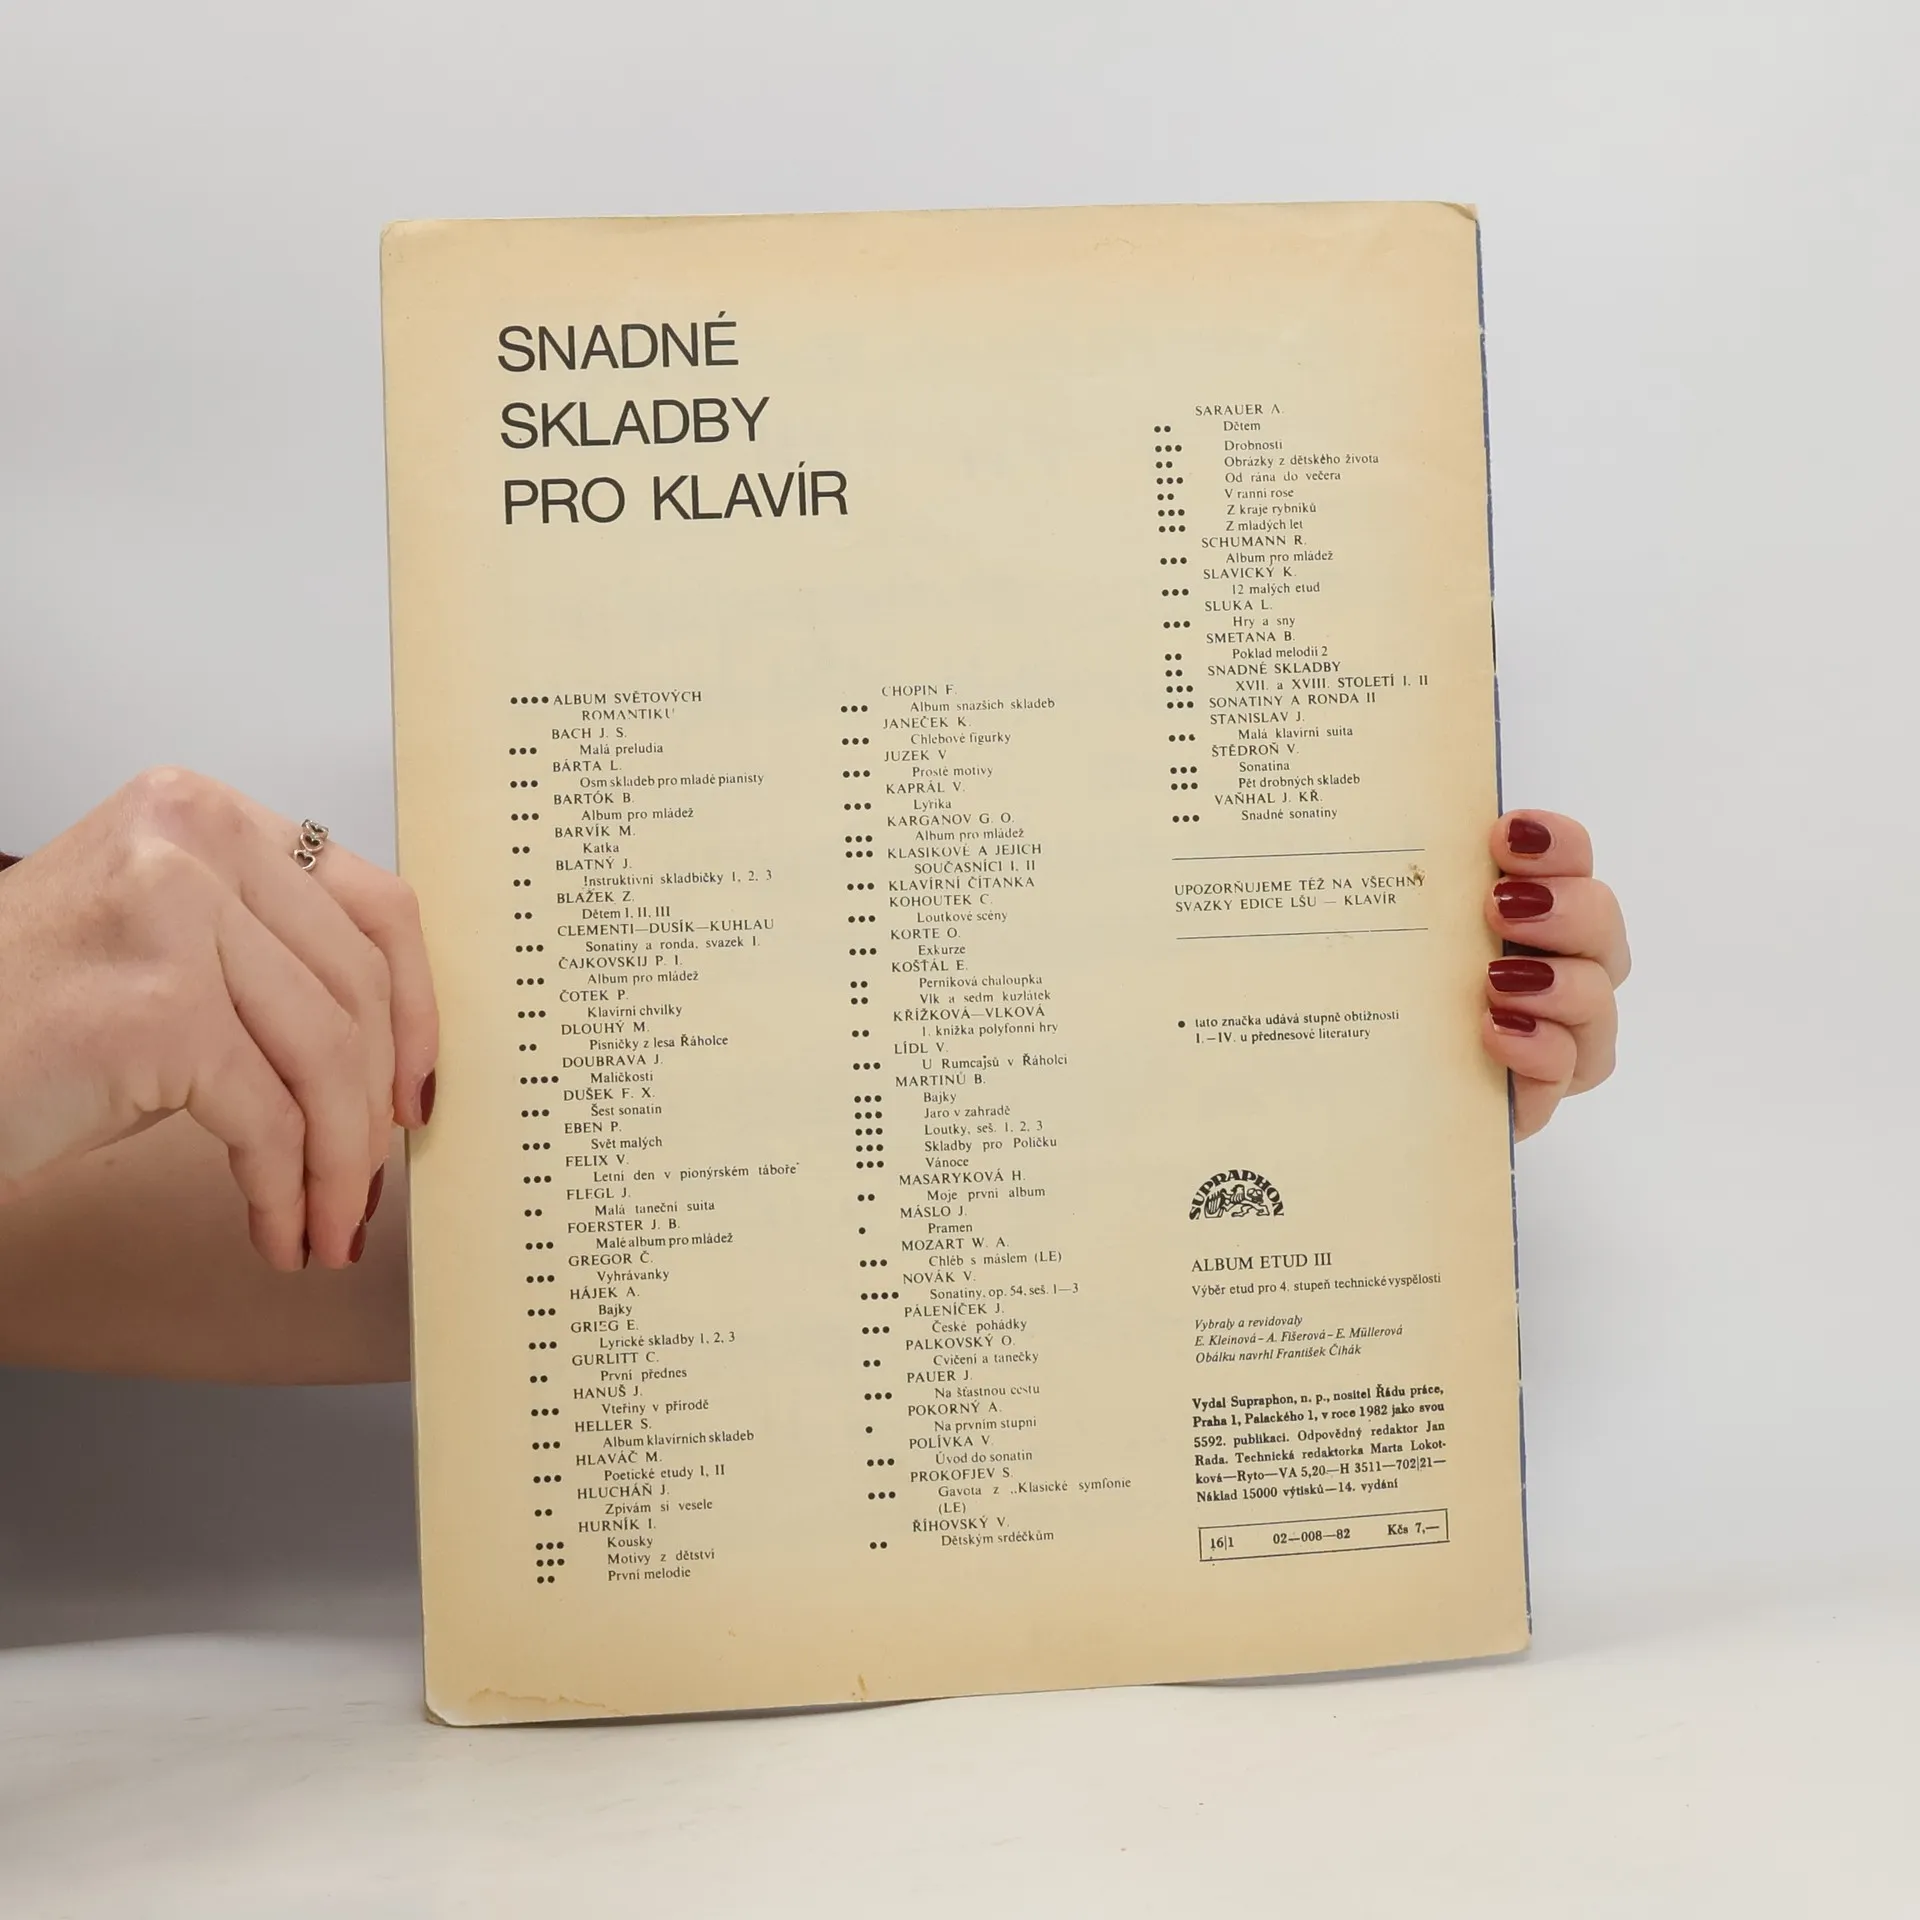 SNADNÉ
SKLADBY
PRO KLAVÍR
•••• ALBUM SVĚTOVÝCH
ROMANTIKU
BACH J. S.
••• Malá preludia
BÁRTA L.
••• Osm skladeb pro mladé pianisty
BARTÓK B.
••• Album pro mládež
BARVÍK M.
•• Katka
BLATNÝ J.
•• Instruktivní skladbičky 1, 2, 3
BLAŽEK Z.
•• Dětem I, II, III
CLEMENTI—DUSÍK—KUHLAU
••• Sonatiny a ronda, svazek I.
ČAJKOVSKIJ P. I.
••• Album pro mládež
ČOTEK P.
••• Klavírní chvilky
DLOUHÝ M.
•• Písničky z lesa Řáholce
DOUBRAVA J.
•••• Maličkosti
DUŠEK F. X.
••• Šest sonatin
EBEN P.
••• Svět malých
FELIX V.
••• Letní den v pionýrském táboře
FLEGL J.
•• Malá taneční suita
FOERSTER J. B.
••• Malé album pro mládež
GREGOR Č.
••• Vyhrávanky
HÁJEK A.
••• Bajky
GRIEG E.
••• Lyrické skladby 1, 2, 3
GURLITT C.
•• První přednes
HANUŠ J.
••• Vteřiny v přírodě
HELLER S.
••• Album klavírních skladeb
HLAVÁČ M.
••• Poetické etudy I, II
HLUCHÁŇ J.
•• Zpívám si vesele
HURNÍK I.
••• Kousky
••• Motivy z dětství
•• První melodie
CHOPIN F.
••• Album snazších skladeb
JANEČEK K.
••• Chlebové figurky
JUZEK V
••• Prosté motivy
KAPRÁL V.
••• Lyrika
KARGANOV G. O.
••• Album pro mládež
••• KLASIKOVÉ A JEJICH
SOUČASNÍCI I, II
••• KLAVÍRNÍ ČÍTANKA
KOHOUTEK C.
••• Loutkové scény
KORTE O.
••• Exkurze
KOŠŤÁL E.
•• Perníková chaloupka
•• Vlk a sedm kuzlátek
KŘÍŽKOVÁ—VLKOVÁ
•• 1. knížka polyfonní hry
LÍDL V.
••• U Rumcajsů v Řáholci
MARTINŮ B.
••• Bajky
••• Jaro v zahradě
••• Loutky, seš. 1, 2, 3
••• Skladby pro Poličku
••• Vánoce
MASARYKOVÁ H.
•• Moje první album
MÁSLO J.
• Pramen
MOZART W. A.
••• Chléb s máslem (LE)
NOVÁK V.
•••• Sonatiny, op. 54, seš. 1—3
PÁLENÍČEK J.
••• České pohádky
PALKOVSKÝ O.
•• Cvičení a tanečky
PAUER J.
••• Na šťastnou cestu
POKORNÝ A.
• Na prvním stupni
POLÍVKA V.
••• Úvod do sonatin
PROKOFJEV S.
••• Gavota z „Klasické symfonie
(LE)
ŘÍHOVSKÝ V.
•• Dětským srdéčkům
SARAUER A.
•• Dětem
••• Drobnosti
•• Obrázky z dětského života
••• Od rána do večera
•• V ranní rose
••• Z kraje rybníků
••• Z mladých let
SCHUMANN R.
••• Album pro mládež
SLAVICKÝ K.
••• 12 malých etud
SLUKA L.
••• Hry a sny
SMETANA B.
•• Poklad melodií 2
•• SNADNÉ SKLADBY
••• XVII. a XVIII. STOLETÍ I. II
••• SONATINY A RONDA II
STANISLAV J.
••• Malá klavírní suita
ŠTĚDROŇ V.
••• Sonatina
••• Pět drobných skladeb
VAŇHAL J. KŘ.
••• Snadné sonatiny
UPOZORŇUJEME TÉŽ NA VŠECHNY
SVAZKY EDICE LŠU — KLAVÍR
• tato značka udává stupně obtížnosti
I.—IV. u přednesové literatury
SUPRAPHON
ALBUM ETUD III
Výběr etud pro 4. stupeň technické vyspělosti
Vybraly a revidovaly
E. Kleinová – A. Fišerová – E. Müllerová
Obálku navrhl František Čihák
Vydal Supraphon, n. p., nositel Řádu práce,
Praha 1, Palackého 1, v roce 1982 jako svou
5592. publikaci. Odpovědný redaktor Jan
Rada. Technická redaktorka Marta Lokot-
ková—Ryto—VA 5,20—H 3511—702|21—
Náklad 15000 výtisků—14. vydání
16|1 02—008—82 Kčs 7,—